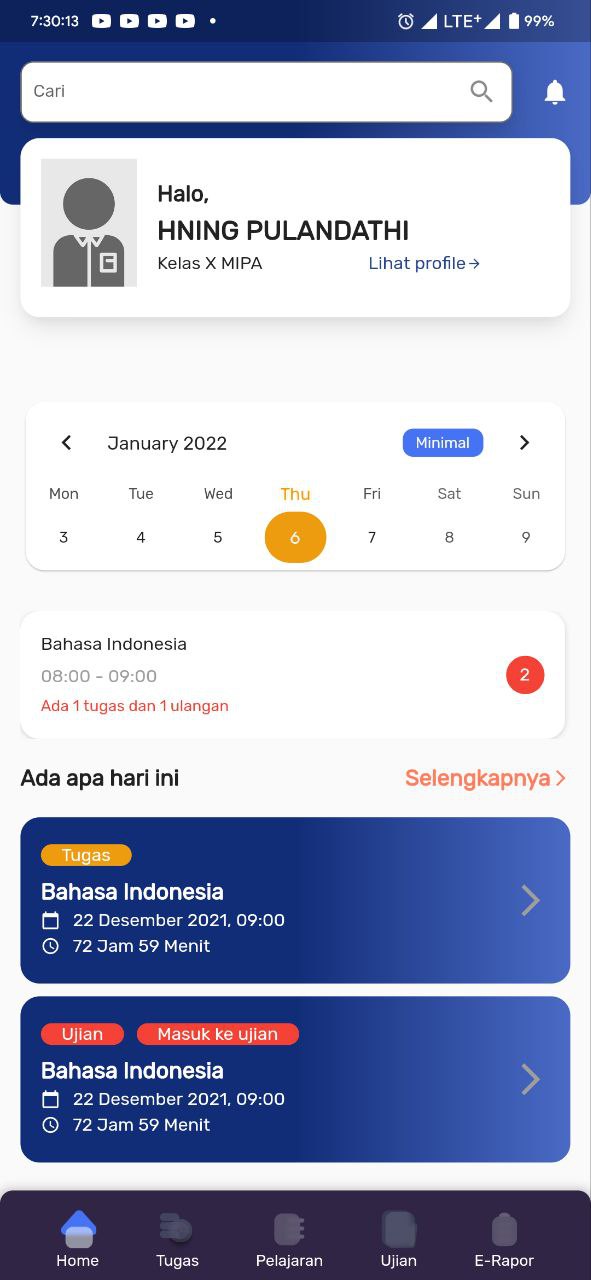 7:30:13 LTE+ 99%
Cari
Halo,
HNING PULANDATHI
Kelas X MIPA Lihat profile
January 2022 Minimal
Mon Tue Wed Thu Fri Sat Sun
3 4 5 6 7 8 9
Bahasa Indonesia
08:00 - 09:00
2
Ada 1 tugas dan 1 ulangan
Ada apa hari ini Selengkapnya
Tugas
Bahasa Indonesia
22 Desember 2021, 09:00
72 Jam 59 Menit
Ujian Masuk ke ujian
Bahasa Indonesia
22 Desember 2021, 09:00
72 Jam 59 Menit
Home Tugas Pelajaran Ujian E-Rapor